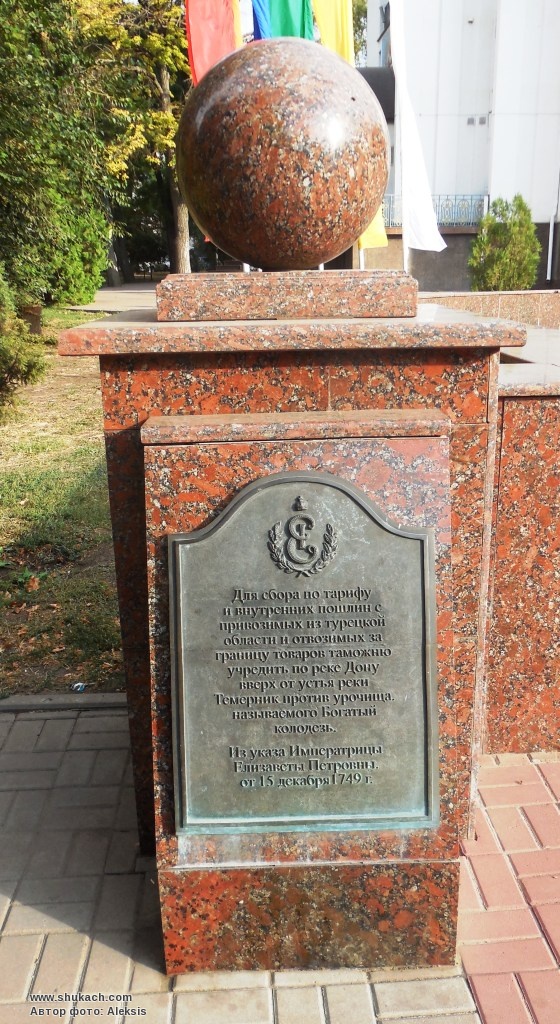 Для сбора по тарифу
и внутренних пошлин с
привозимых из турецкой
области и отвозимых за
границу товаров таможню
учредить по реке Дону
вверх от устья реки
Темерник против урочища,
называемого Богатый
колодезь.
Из указа Императрицы
Елизаветы Петровны.
от 15 декабря 1749 г.
www.shukach.com
Автор фото: Aleksis